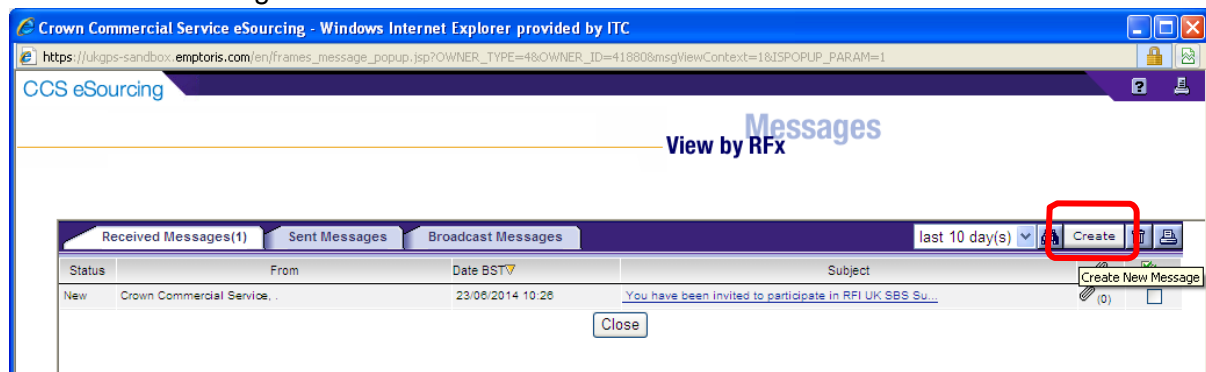 Crown Commercial Service eSourcing - Windows Internet Explorer provided by ITC
https://ukgps-sandbox.emptoris.com/en/frames_message_popup.jsp?OWNER_TYPE=4&OWNER_ID=41880&msgViewContext=1&ISPOPUP_PARAM=1
CCS eSourcing
Messages
View by RFx
Received Messages(1) Sent Messages Broadcast Messages last 10 day(s) Create
Status From Date BST Subject
Create New Message
New Crown Commercial Service, . 23/06/2014 10:26 You have been invited to participate in RFI UK SBS Su... (0)
Close